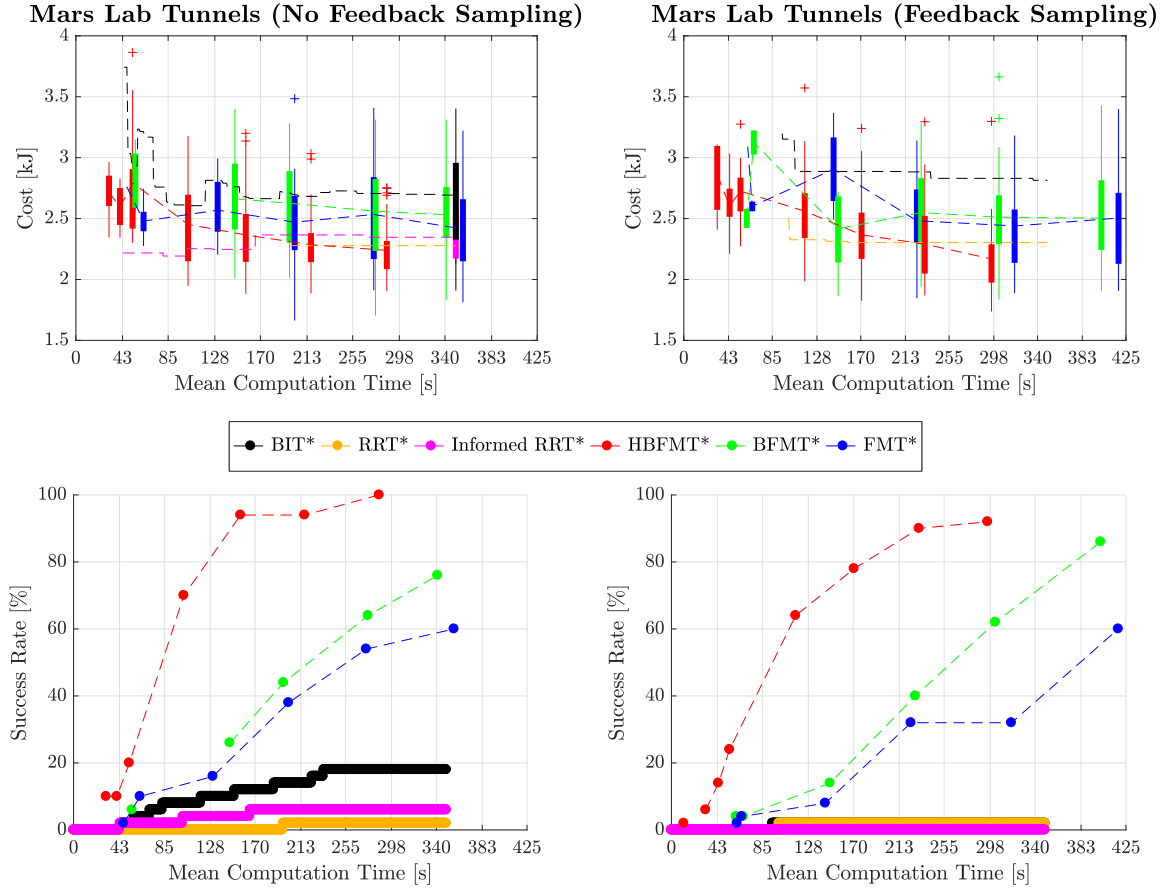 Mars Lab Tunnels (No Feedback Sampling)
Cost [kJ]
4
3.5
3
2.5
2
1.5
0 43 85 128 170 213 255 298 340 383 425
Mean Computation Time [s]
Mars Lab Tunnels (Feedback Sampling)
Cost [kJ]
4
3.5
3
2.5
2
1.5
0 43 85 128 170 213 255 298 340 383 425
Mean Computation Time [s]
BIT* RRT* Informed RRT* HBFMT* BFMT* FMT*
Success Rate [%]
100
80
60
40
20
0
0 43 85 128 170 213 255 298 340 383 425
Mean Computation Time [s]
Success Rate [%]
100
80
60
40
20
0
0 43 85 128 170 213 255 298 340 383 425
Mean Computation Time [s]